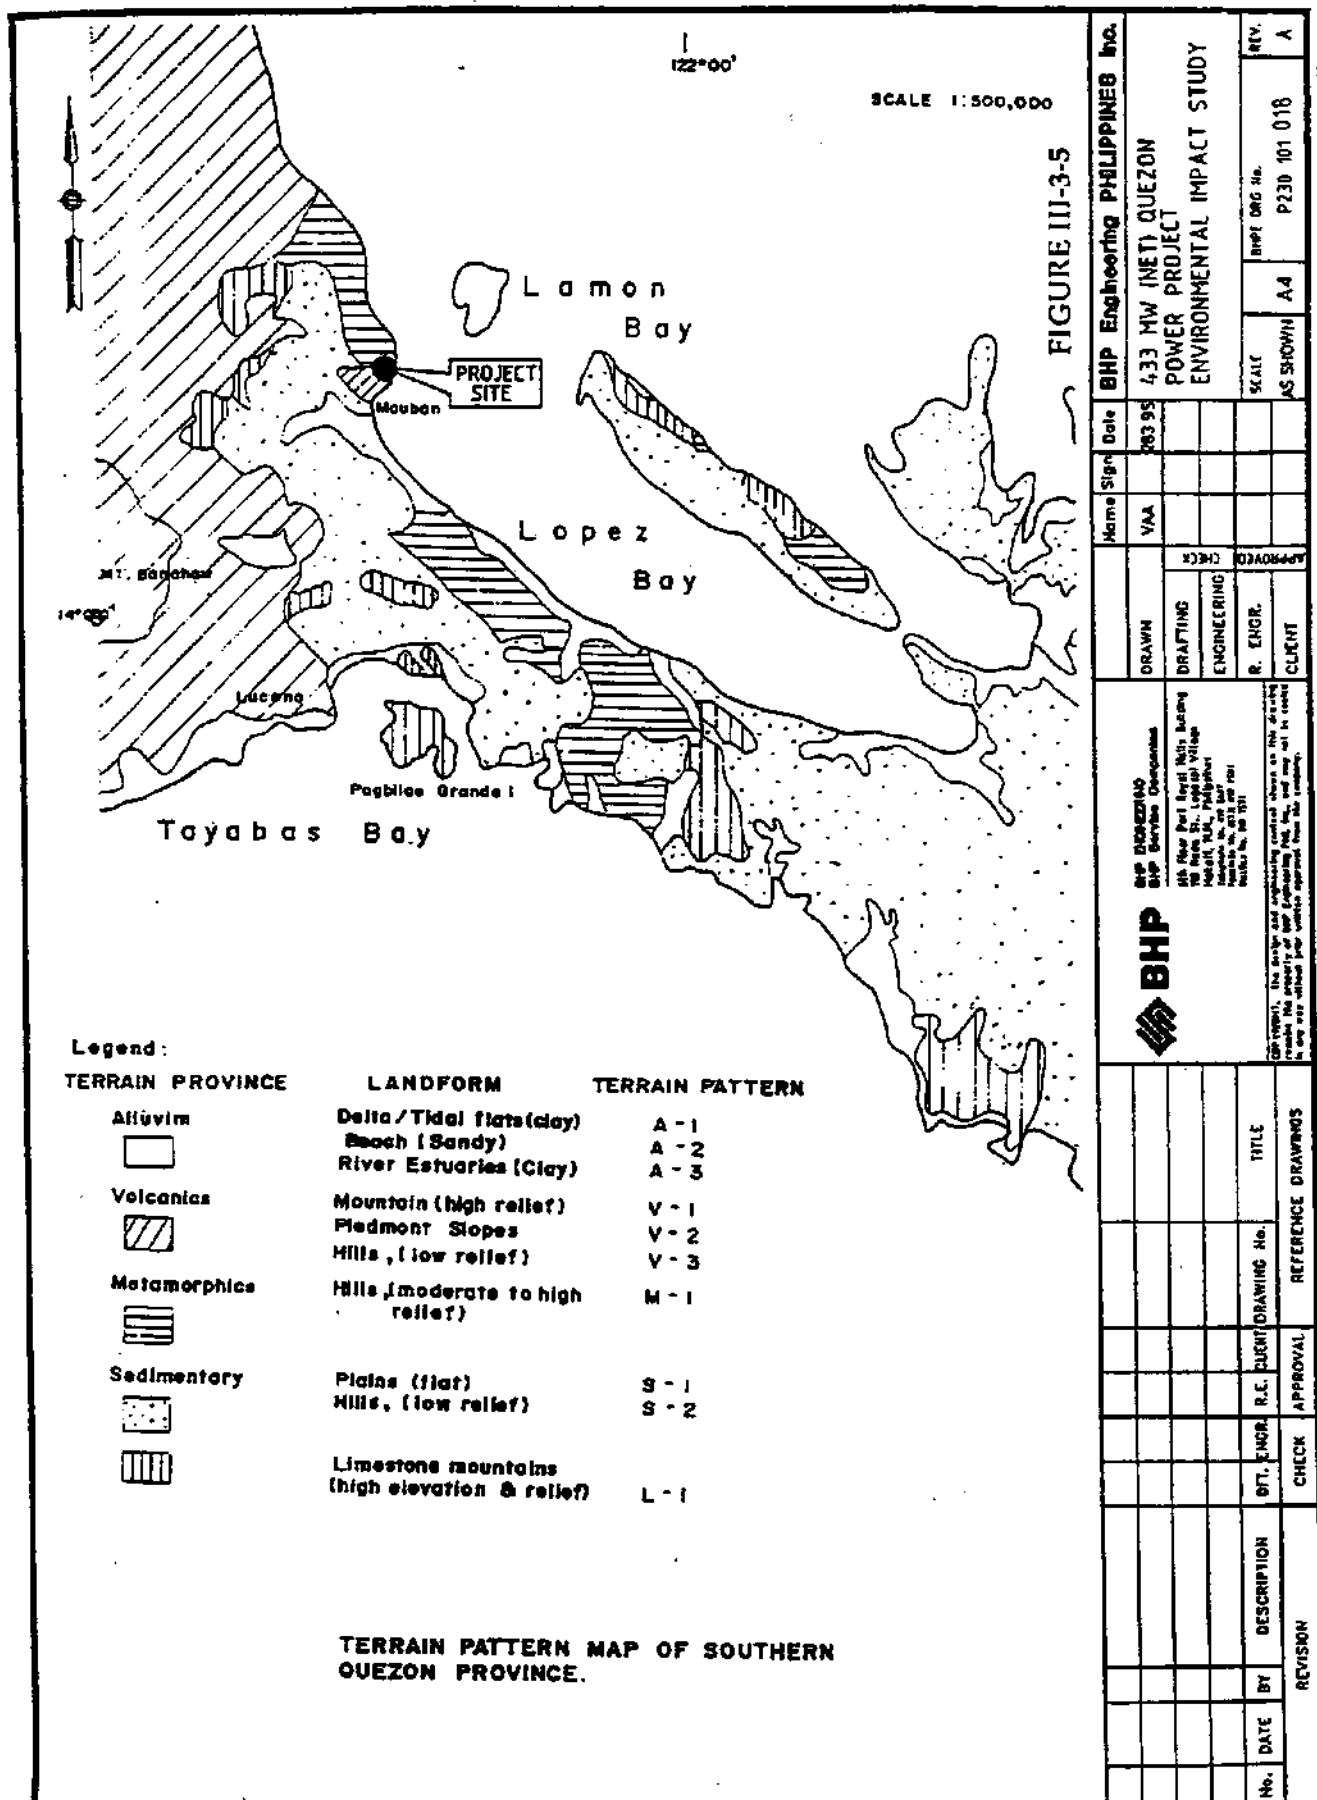 122°00'
SCALE 1:500,000
Lamon
Bay
PROJECT
SITE
Mauban
Lopez
Bay
MT. Banahaw
Lucena
Pagbilao Grande I
Tayabas Bay
Legend:
TERRAIN PROVINCE LANDFORM TERRAIN PATTERN
Alluvim Delta/Tidal flats(clay) A-1
Beach (Sandy) A-2
River Estuaries (Clay) A-3
Volcanics Mountain (high relief) V-1
Piedmont Slopes V-2
Hills, (low relief) V-3
Metamorphics Hills,(moderate to high M-1
relief)
Sedimentary Plains (flat) S-1
Hills, (low relief) S-2
Limestone mountains
(high elevation & relief) L-1
TERRAIN PATTERN MAP OF SOUTHERN
QUEZON PROVINCE.
FIGURE III-3-5
BHP Engineering PHILIPPINES Inc.
433 MW (NET) QUEZON
POWER PROJECT
ENVIRONMENTAL IMPACT STUDY
SCALE
AS SHOWN
A4
BHPE DRG No.
P230 101 018
REV.
A
Name Sign Date
DRAWN VAA
DRAFTING
ENGINEERING
CHECK
R. ENGR.
CLIENT
APPROVED
BHP
BHP ENGINEERING
BHP Service Companies
No. DATE BY DESCRIPTION
REVISION
DFT. ENGR.
CHECK
R.E. CLIENT
APPROVAL
DRAWING No. TITLE
REFERENCE DRAWINGS